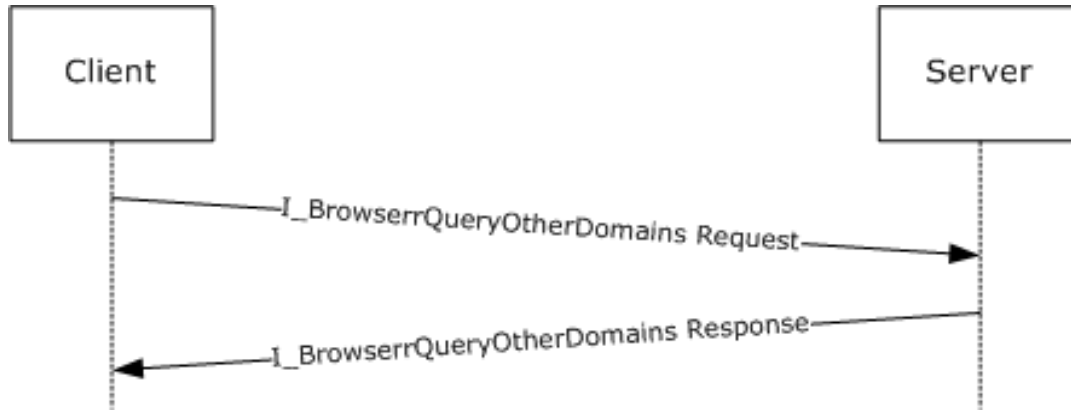 Client
Server
I_BrowserrQueryOtherDomains Request
I_BrowserrQueryOtherDomains Response